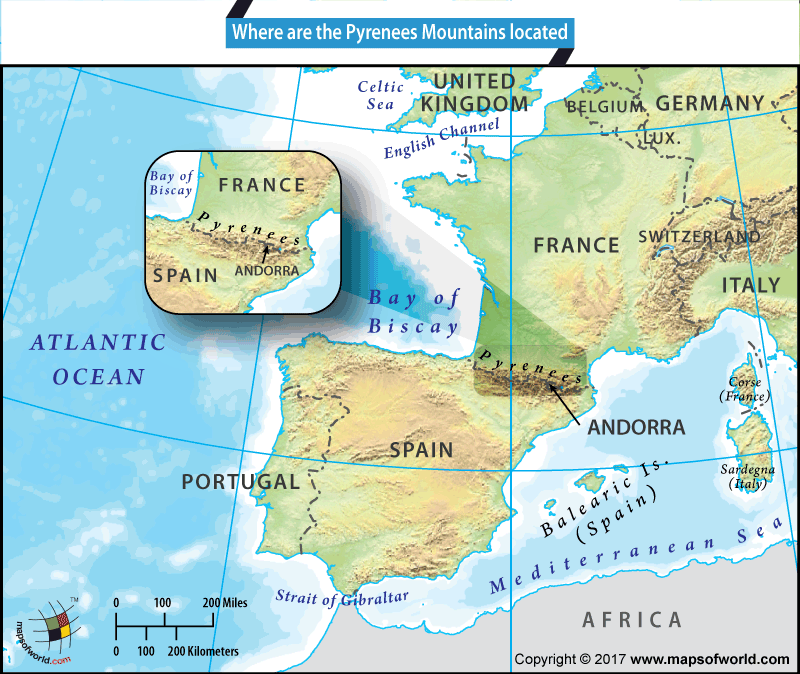 Where are the Pyrenees Mountains located
Celtic
Sea
UNITED
KINGDOM
BELGIUM
GERMANY
LUX.
English Channel
Bay of
Biscay
FRANCE
Pyrenees
SPAIN
ANDORRA
FRANCE
SWITZERLAND
ITALY
Bay of
Biscay
ATLANTIC
OCEAN
Pyrenees
Corse
(France)
ANDORRA
SPAIN
PORTUGAL
Sardegna
(Italy)
Balearic Is.
(Spain)
Mediterranean Sea
Strait of Gibraltar
AFRICA
0 100 200 Miles
0 100 200 Kilometers
TM
mapsofworld.com
Copyright © 2017 www.mapsofworld.com